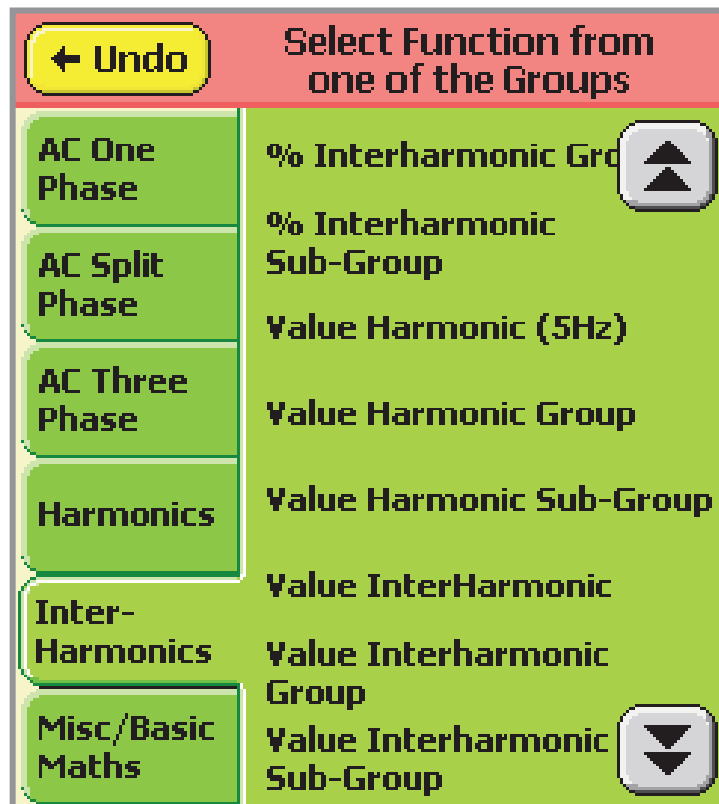 ← Undo
Select Function from
one of the Groups
AC One
Phase
AC Split
Phase
AC Three
Phase
Harmonics
Inter-
Harmonics
Misc/Basic
Maths
% Interharmonic
% Interharmonic
Sub-Group
Value Harmonic (5Hz)
Value Harmonic Group
Value Harmonic Sub-Group
Value InterHarmonic
Value Interharmonic
Group
Value Interharmonic
Sub-Group